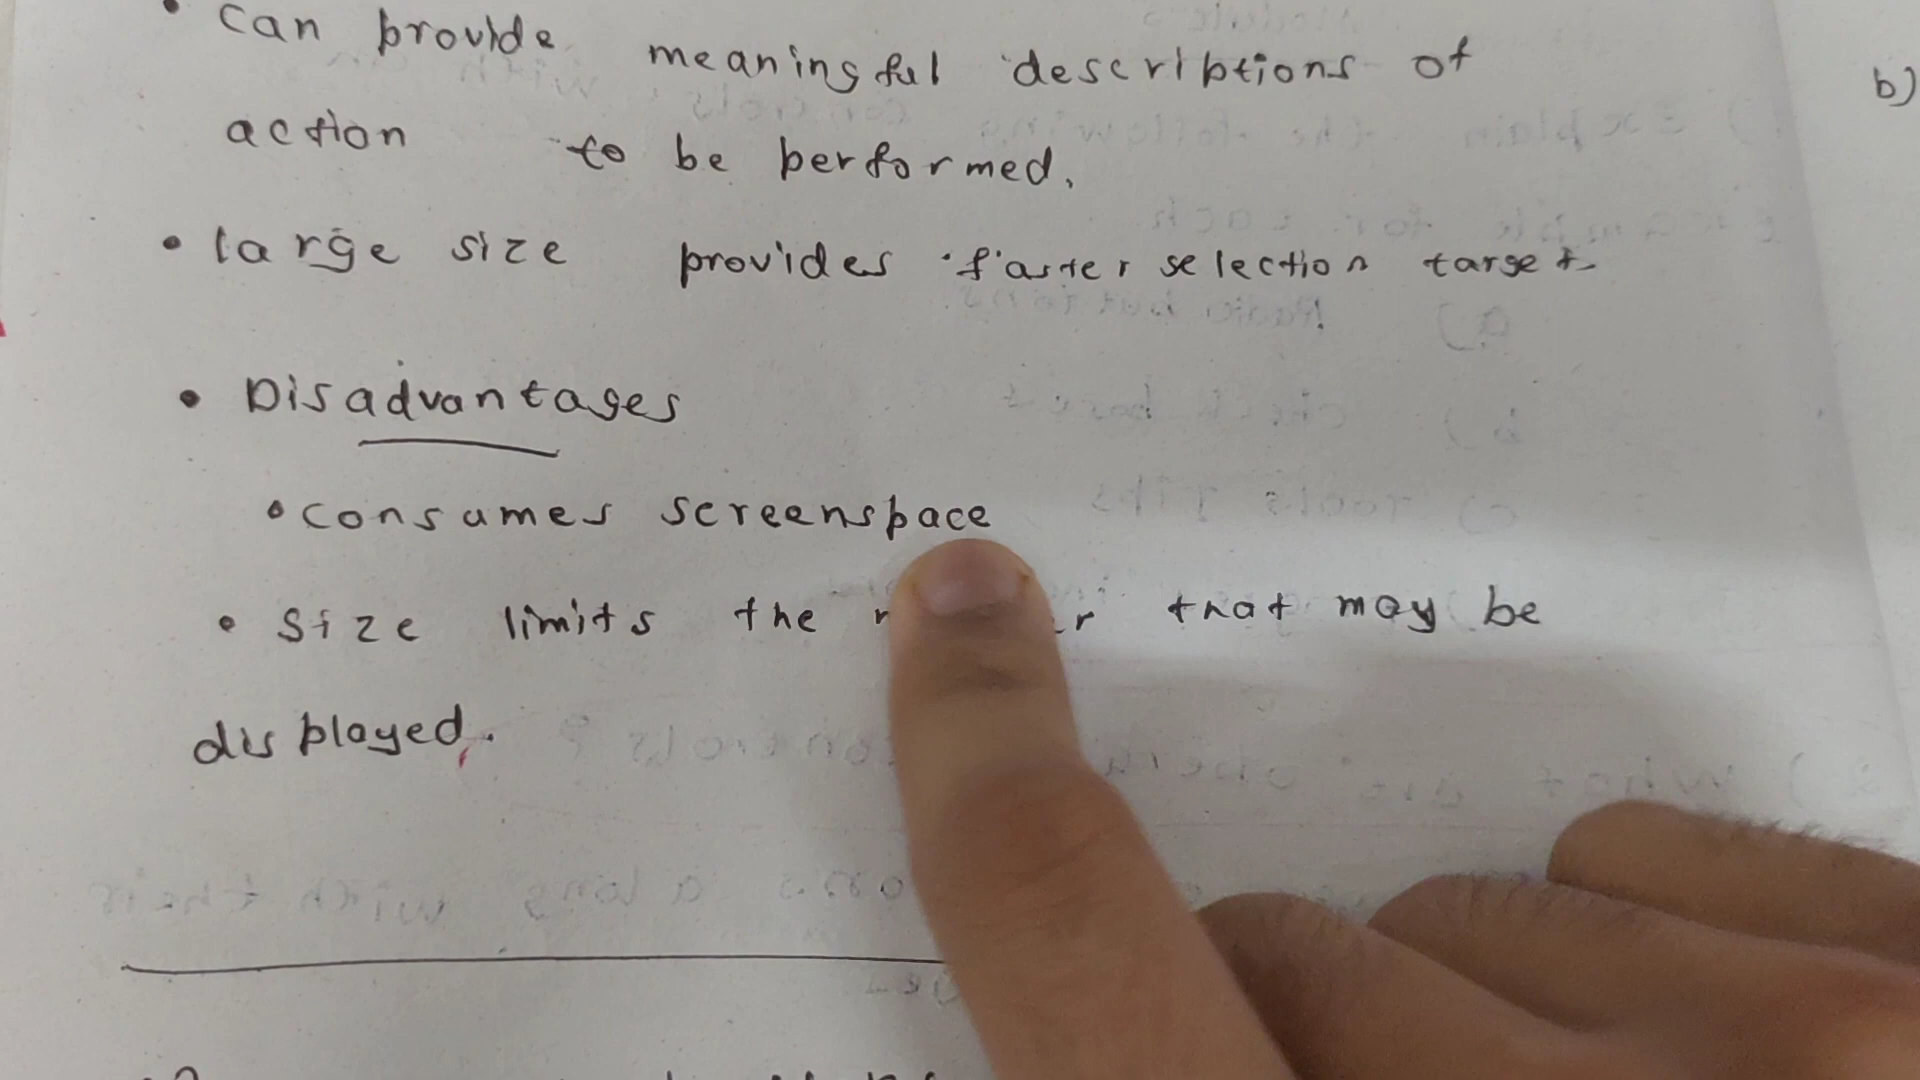 • can provide meaningful descriptions of
action to be performed.
• large size provides faster selection target
b)
• Disadvantages
• consumes screenspace
• size limits the that may be
displayed.